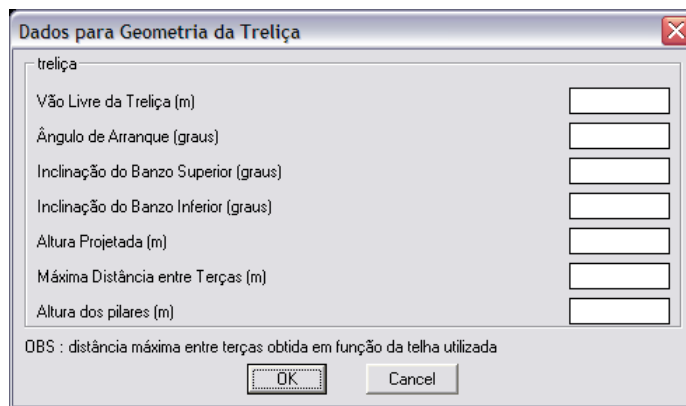 Dados para Geometria da Treliça
treliça
Vão Livre da Treliça (m)
Ângulo de Arranque (graus)
Inclinação do Banzo Superior (graus)
Inclinação do Banzo Inferior (graus)
Altura Projetada (m)
Máxima Distância entre Terças (m)
Altura dos pilares (m)
OBS : distância máxima entre terças obtida em função da telha utilizada
OK Cancel